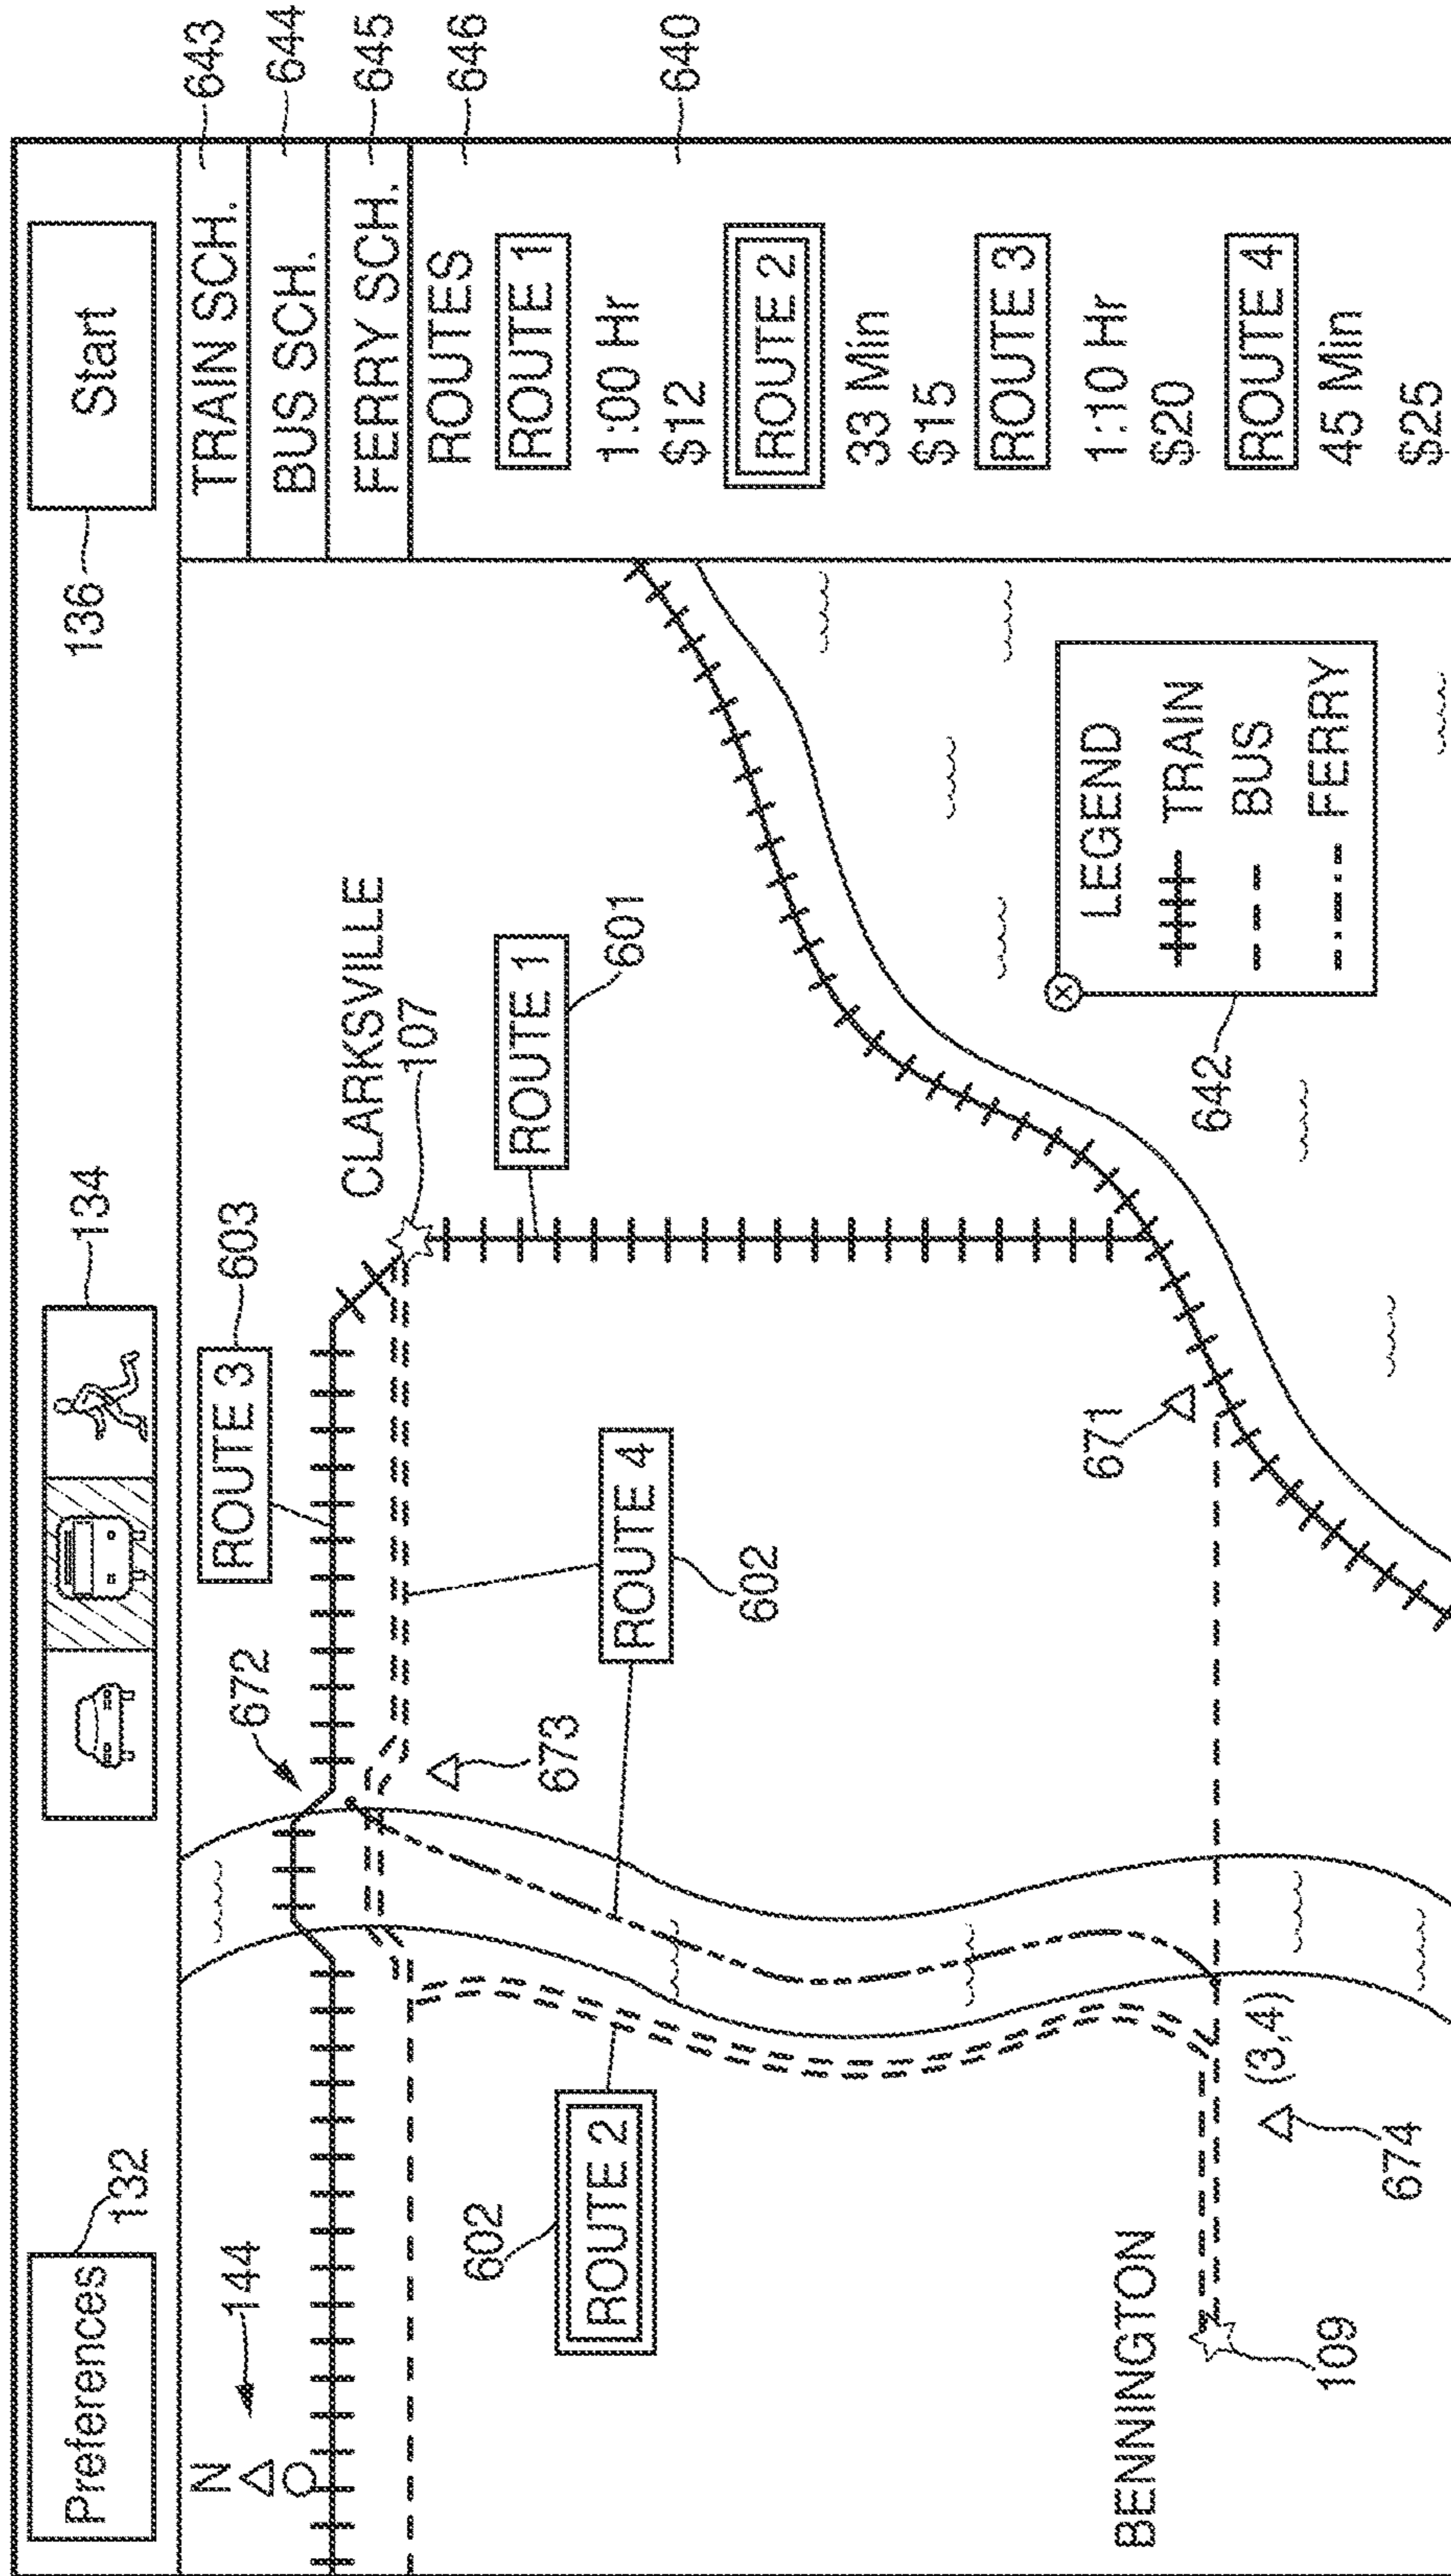 Preferences
132
134
136
Start
N
144
672
ROUTE 3
603
TRAIN SCH.
643
BUS SCH.
644
FERRY SCH.
645
CLARKSVILLE
107
ROUTES
646
ROUTE 1
1:00 Hr
$12
640
ROUTE 2
33 Min
$15
ROUTE 3
1:10 Hr
$20
ROUTE 4
45 Min
$25
ROUTE 1
601
673
ROUTE 4
602
602
ROUTE 2
671
BENNINGTON
109
(3,4)
674
642
LEGEND
TRAIN
BUS
FERRY